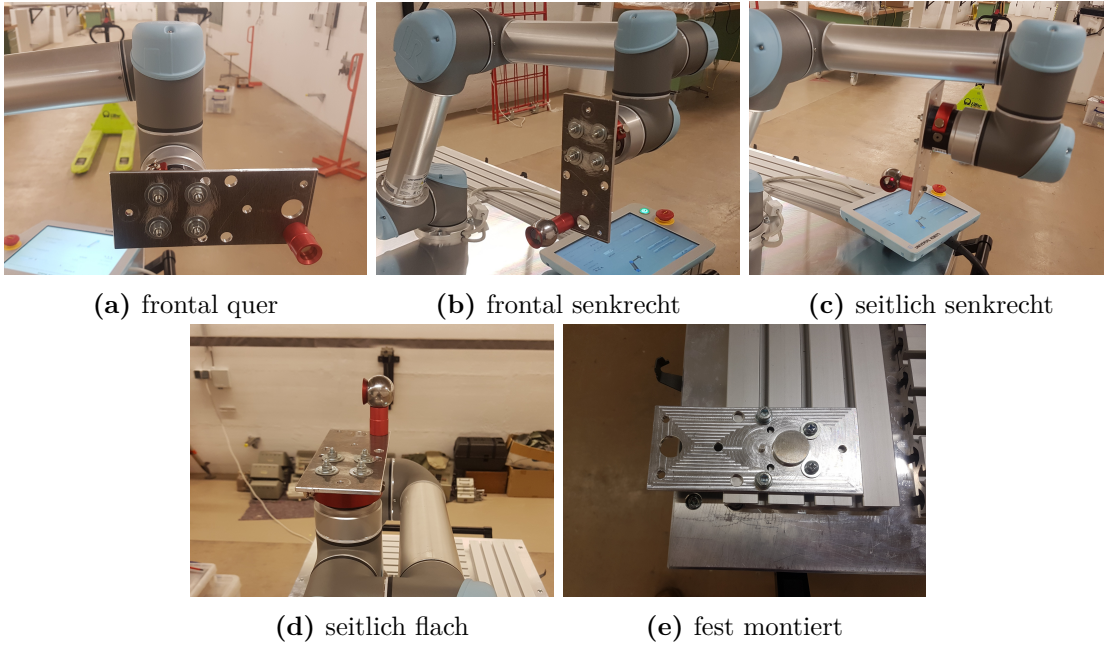 (a) frontal quer
(b) frontal senkrecht
(c) seitlich senkrecht
(d) seitlich flach
(e) fest montiert